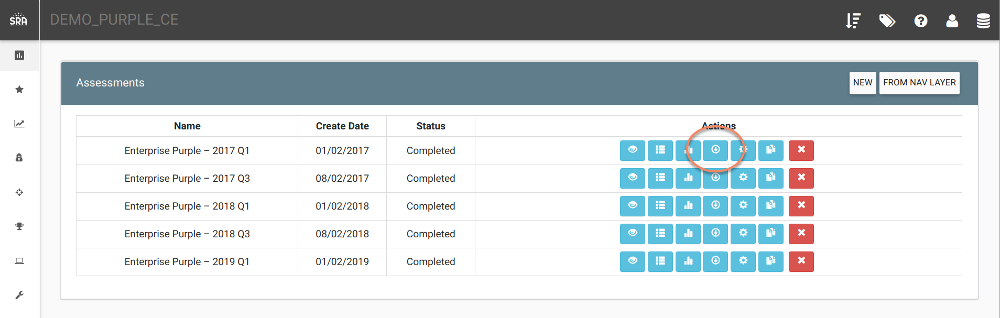 SRA
DEMO_PURPLE_CE
Assessments
NEW
FROM NAV LAYER
Name Create Date Status Actions
Enterprise Purple – 2017 Q1 01/02/2017 Completed
Enterprise Purple – 2017 Q3 08/02/2017 Completed
Enterprise Purple – 2018 Q1 01/02/2018 Completed
Enterprise Purple – 2018 Q3 08/02/2018 Completed
Enterprise Purple – 2019 Q1 01/02/2019 Completed